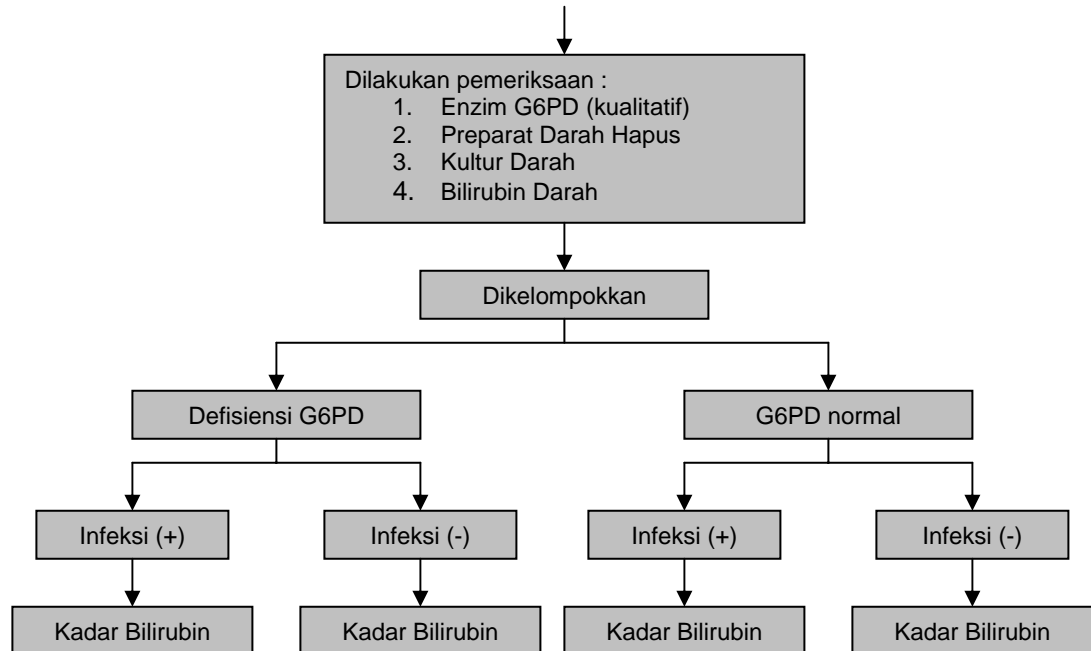 Dilakukan pemeriksaan :
1. Enzim G6PD (kualitatif)
2. Preparat Darah Hapus
3. Kultur Darah
4. Bilirubin Darah
Dikelompokkan
Defisiensi G6PD
G6PD normal
Infeksi (+)
Infeksi (-)
Infeksi (+)
Infeksi (-)
Kadar Bilirubin
Kadar Bilirubin
Kadar Bilirubin
Kadar Bilirubin